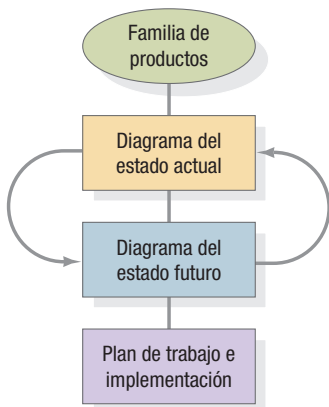 Familia de
productos
Diagrama del
estado actual
Diagrama del
estado futuro
Plan de trabajo e
implementación